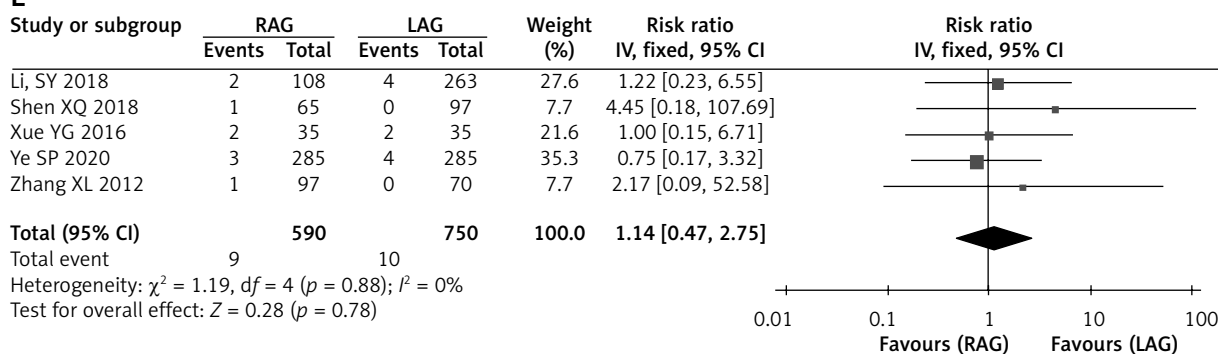 Study or subgroup RAG LAG Weight Risk ratio Risk ratio
Events Total Events Total (%) IV, fixed, 95% CI IV, fixed, 95% CI
Li, SY 2018 2 108 4 263 27.6 1.22 [0.23, 6.55]
Shen XQ 2018 1 65 0 97 7.7 4.45 [0.18, 107.69]
Xue YG 2016 2 35 2 35 21.6 1.00 [0.15, 6.71]
Ye SP 2020 3 285 4 285 35.3 0.75 [0.17, 3.32]
Zhang XL 2012 1 97 0 70 7.7 2.17 [0.09, 52.58]
Total (95% CI) 590 750 100.0 1.14 [0.47, 2.75]
Total event 9 10
Heterogeneity: χ² = 1.19, df = 4 (p = 0.88); I² = 0%
Test for overall effect: Z = 0.28 (p = 0.78)
0.01 0.1 1 10 100
Favours (RAG) Favours (LAG)